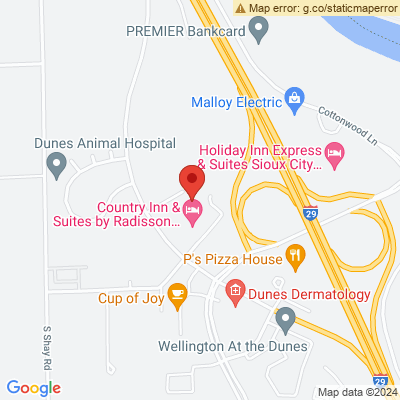 Map error: g.co/staticmaperror
PREMIER Bankcard
Malloy Electric
Cottonwood Ln
Dunes Animal Hospital
Holiday Inn Express
& Suites Sioux City...
Country Inn &
Suites by Radisson...
29
P's Pizza House
Cup of Joy
Dunes Dermatology
S Shay Rd
Wellington At the Dunes
29
Google
Map data ©2024